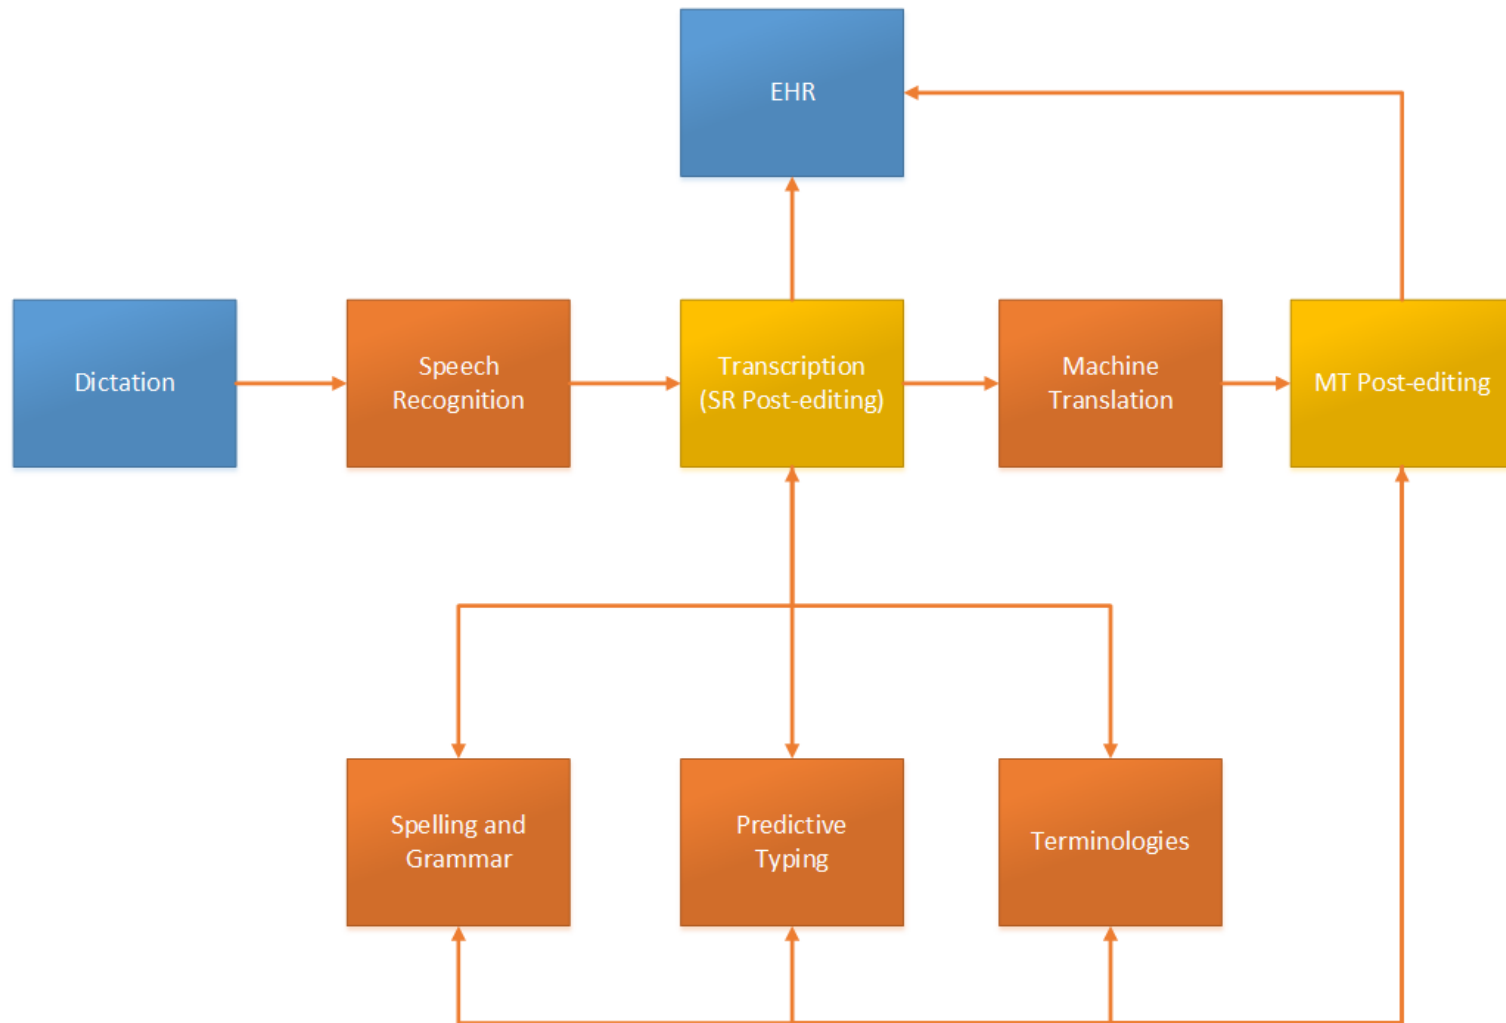 EHR
Dictation
Speech
Recognition
Transcription
(SR Post-editing)
Machine
Translation
MT Post-editing
Spelling and
Grammar
Predictive
Typing
Terminologies